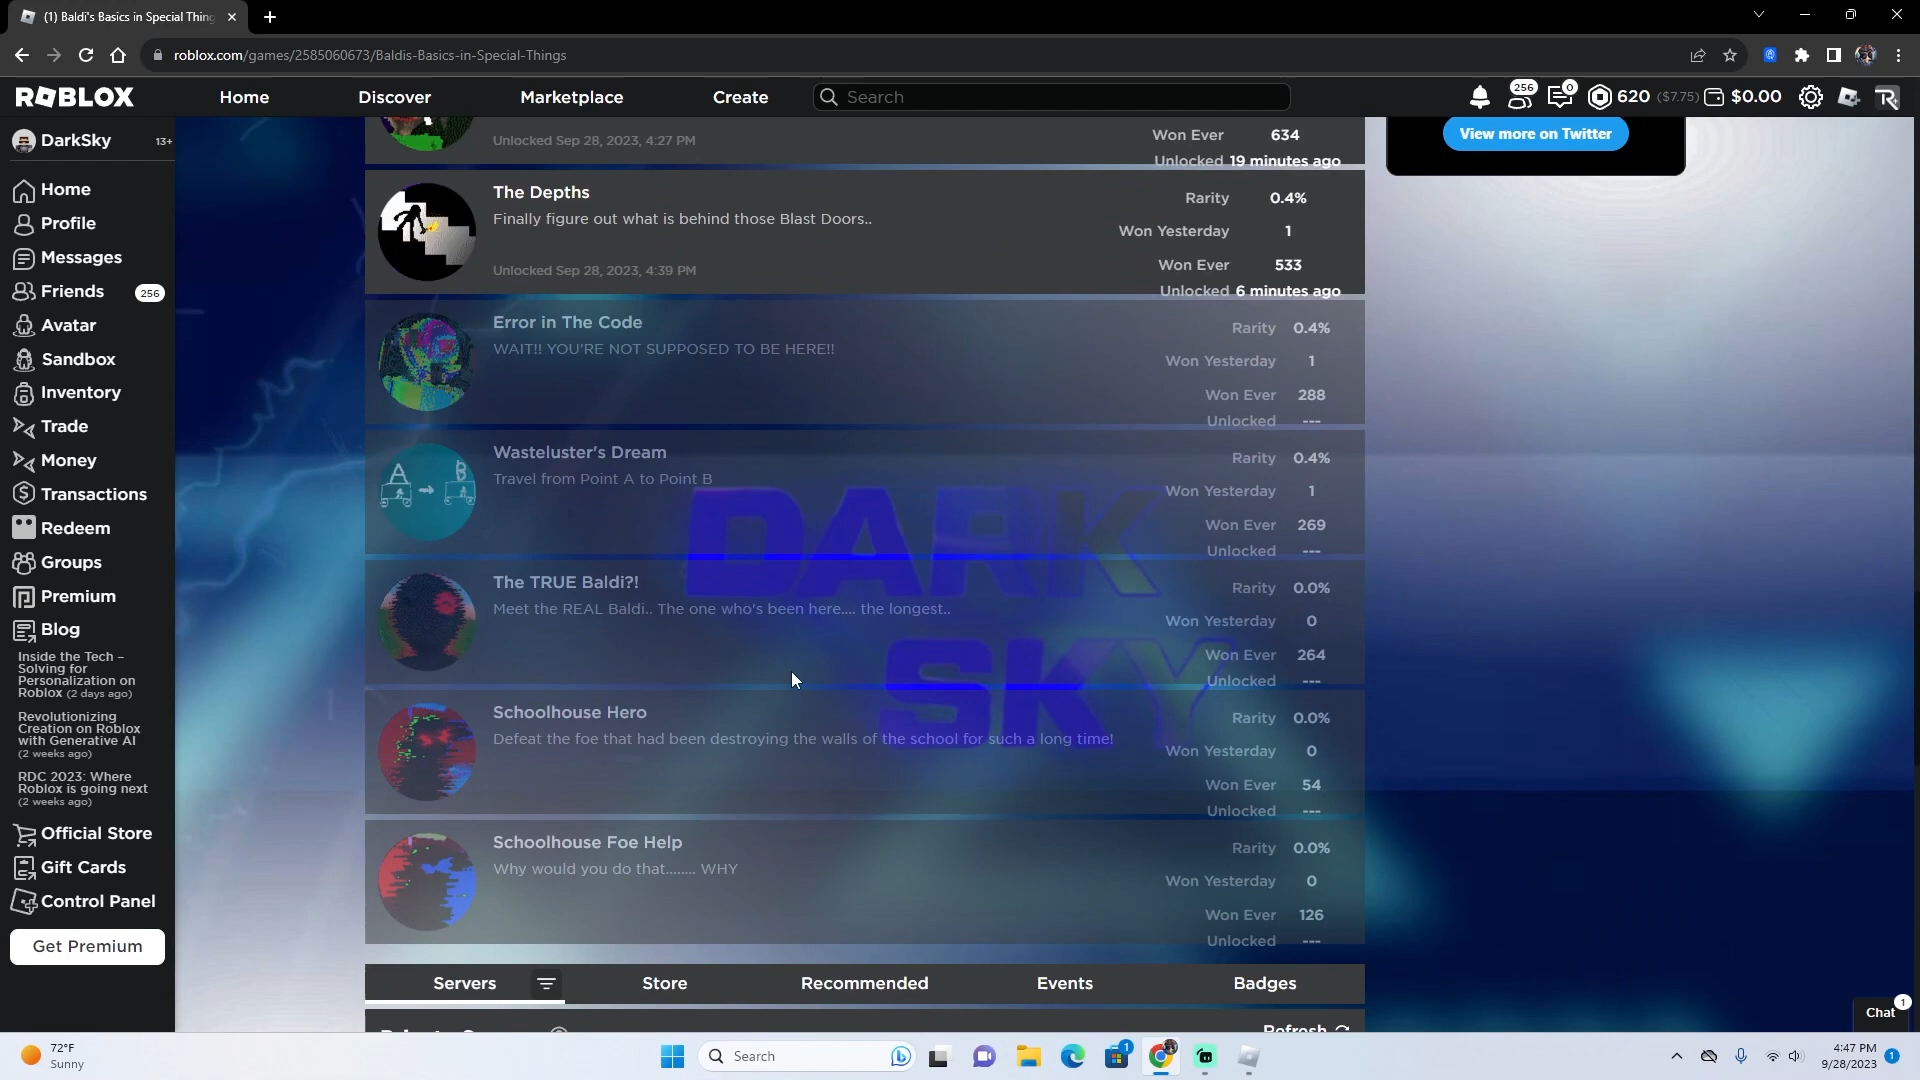 (1) Baldi's Basics in Special Thing
roblox.com/games/2585060673/Baldis-Basics-in-Special-Things
ROBLOX
Home
Discover
Marketplace
Create
Search
256
0
620 ($7.75)
$0.00
DarkSky
13+
Home
Profile
Messages
Friends
256
Avatar
Sandbox
Inventory
Trade
Money
Transactions
Redeem
Groups
Premium
Blog
Inside the Tech –
Solving for
Personalization on
Roblox (2 days ago)
Revolutionizing
Creation on Roblox
with Generative AI
(2 weeks ago)
RDC 2023: Where
Roblox is going next
(2 weeks ago)
Official Store
Gift Cards
Control Panel
Get Premium
Unlocked Sep 28, 2023, 4:27 PM
Won Ever 634
Unlocked 19 minutes ago
The Depths
Finally figure out what is behind those Blast Doors..
Unlocked Sep 28, 2023, 4:39 PM
Rarity 0.4%
Won Yesterday 1
Won Ever 533
Unlocked 6 minutes ago
Error in The Code
WAIT!! YOU'RE NOT SUPPOSED TO BE HERE!!
Rarity 0.4%
Won Yesterday 1
Won Ever 288
Unlocked ---
A B
Wasteluster's Dream
Travel from Point A to Point B
Rarity 0.4%
Won Yesterday 1
Won Ever 269
Unlocked ---
The TRUE Baldi?!
Meet the REAL Baldi.. The one who's been here.... the longest..
Rarity 0.0%
Won Yesterday 0
Won Ever 264
Unlocked ---
Schoolhouse Hero
Defeat the foe that had been destroying the walls of the school for such a long time!
Rarity 0.0%
Won Yesterday 0
Won Ever 54
Unlocked ---
Schoolhouse Foe Help
Why would you do that........ WHY
Rarity 0.0%
Won Yesterday 0
Won Ever 126
Unlocked ---
DARK
SKY
View more on Twitter
Servers
Store
Recommended
Events
Badges
Refresh
Chat
1
72°F
Sunny
Search
1
4:47 PM
9/28/2023
1